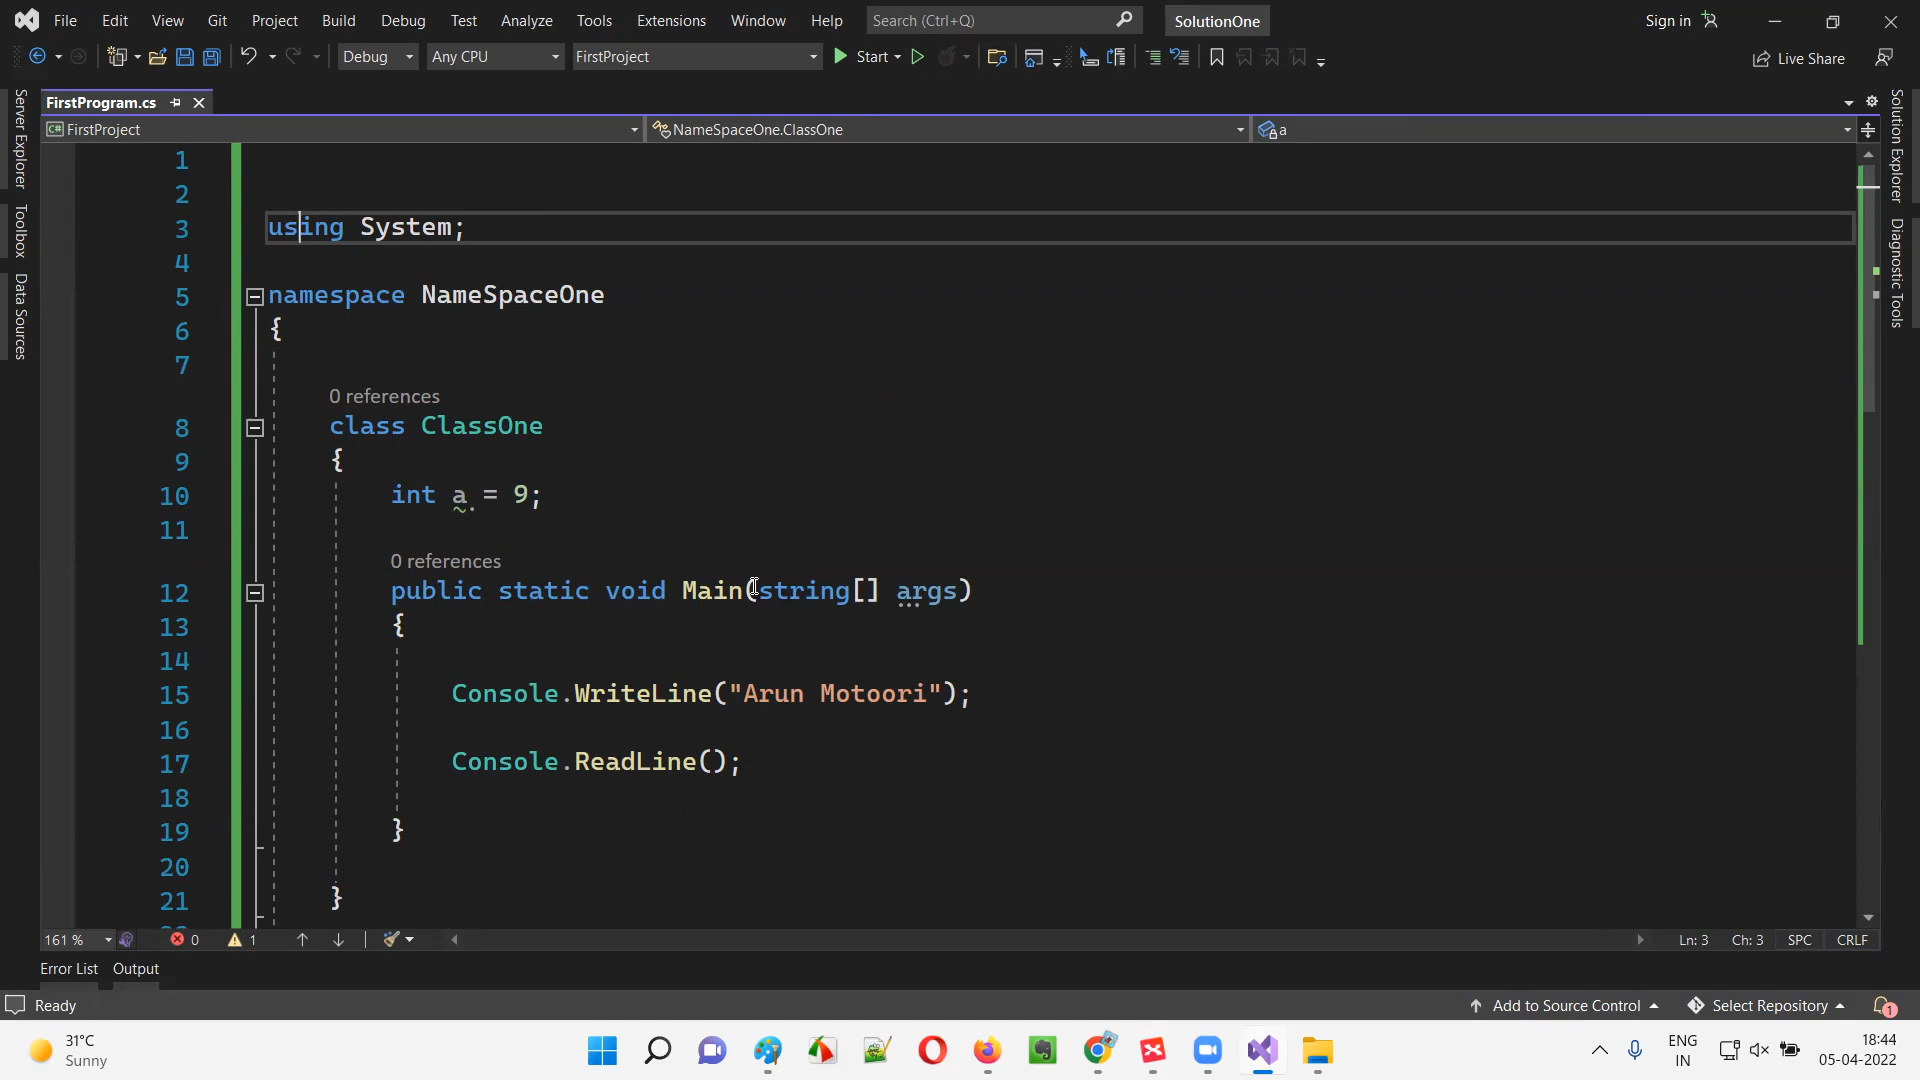 File Edit View Git Project Build Debug Test Analyze Tools Extensions Window Help Search (Ctrl+Q) SolutionOne Sign in
Debug Any CPU FirstProject Start Live Share
Server Explorer
Toolbox
Data Sources
FirstProgram.cs
C# FirstProject NameSpaceOne.ClassOne a
1
2
3 using System;
4
5 namespace NameSpaceOne
6 {
7
0 references
8 class ClassOne
9 {
10 int a = 9;
11
0 references
12 public static void Main(string[] args)
13 {
14
15 Console.WriteLine("Arun Motoori");
16
17 Console.ReadLine();
18
19 }
20
21 }
Solution Explorer
Diagnostic Tools
161 % 0 1 Ln: 3 Ch: 3 SPC CRLF
Error List Output
Ready Add to Source Control Select Repository 1
31°C
Sunny
ENG
IN
18:44
05-04-2022